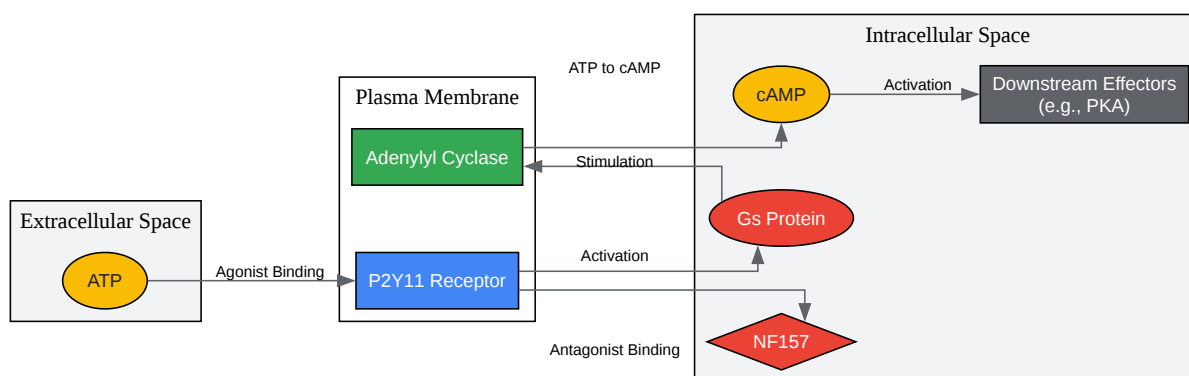 Intracellular Space
ATP to cAMP
cAMP
Activation
Downstream Effectors
(e.g., PKA)
Plasma Membrane
Adenylyl Cyclase
Stimulation
Gs Protein
Extracellular Space
ATP
Agonist Binding
P2Y11 Receptor
Activation
Antagonist Binding
NF157